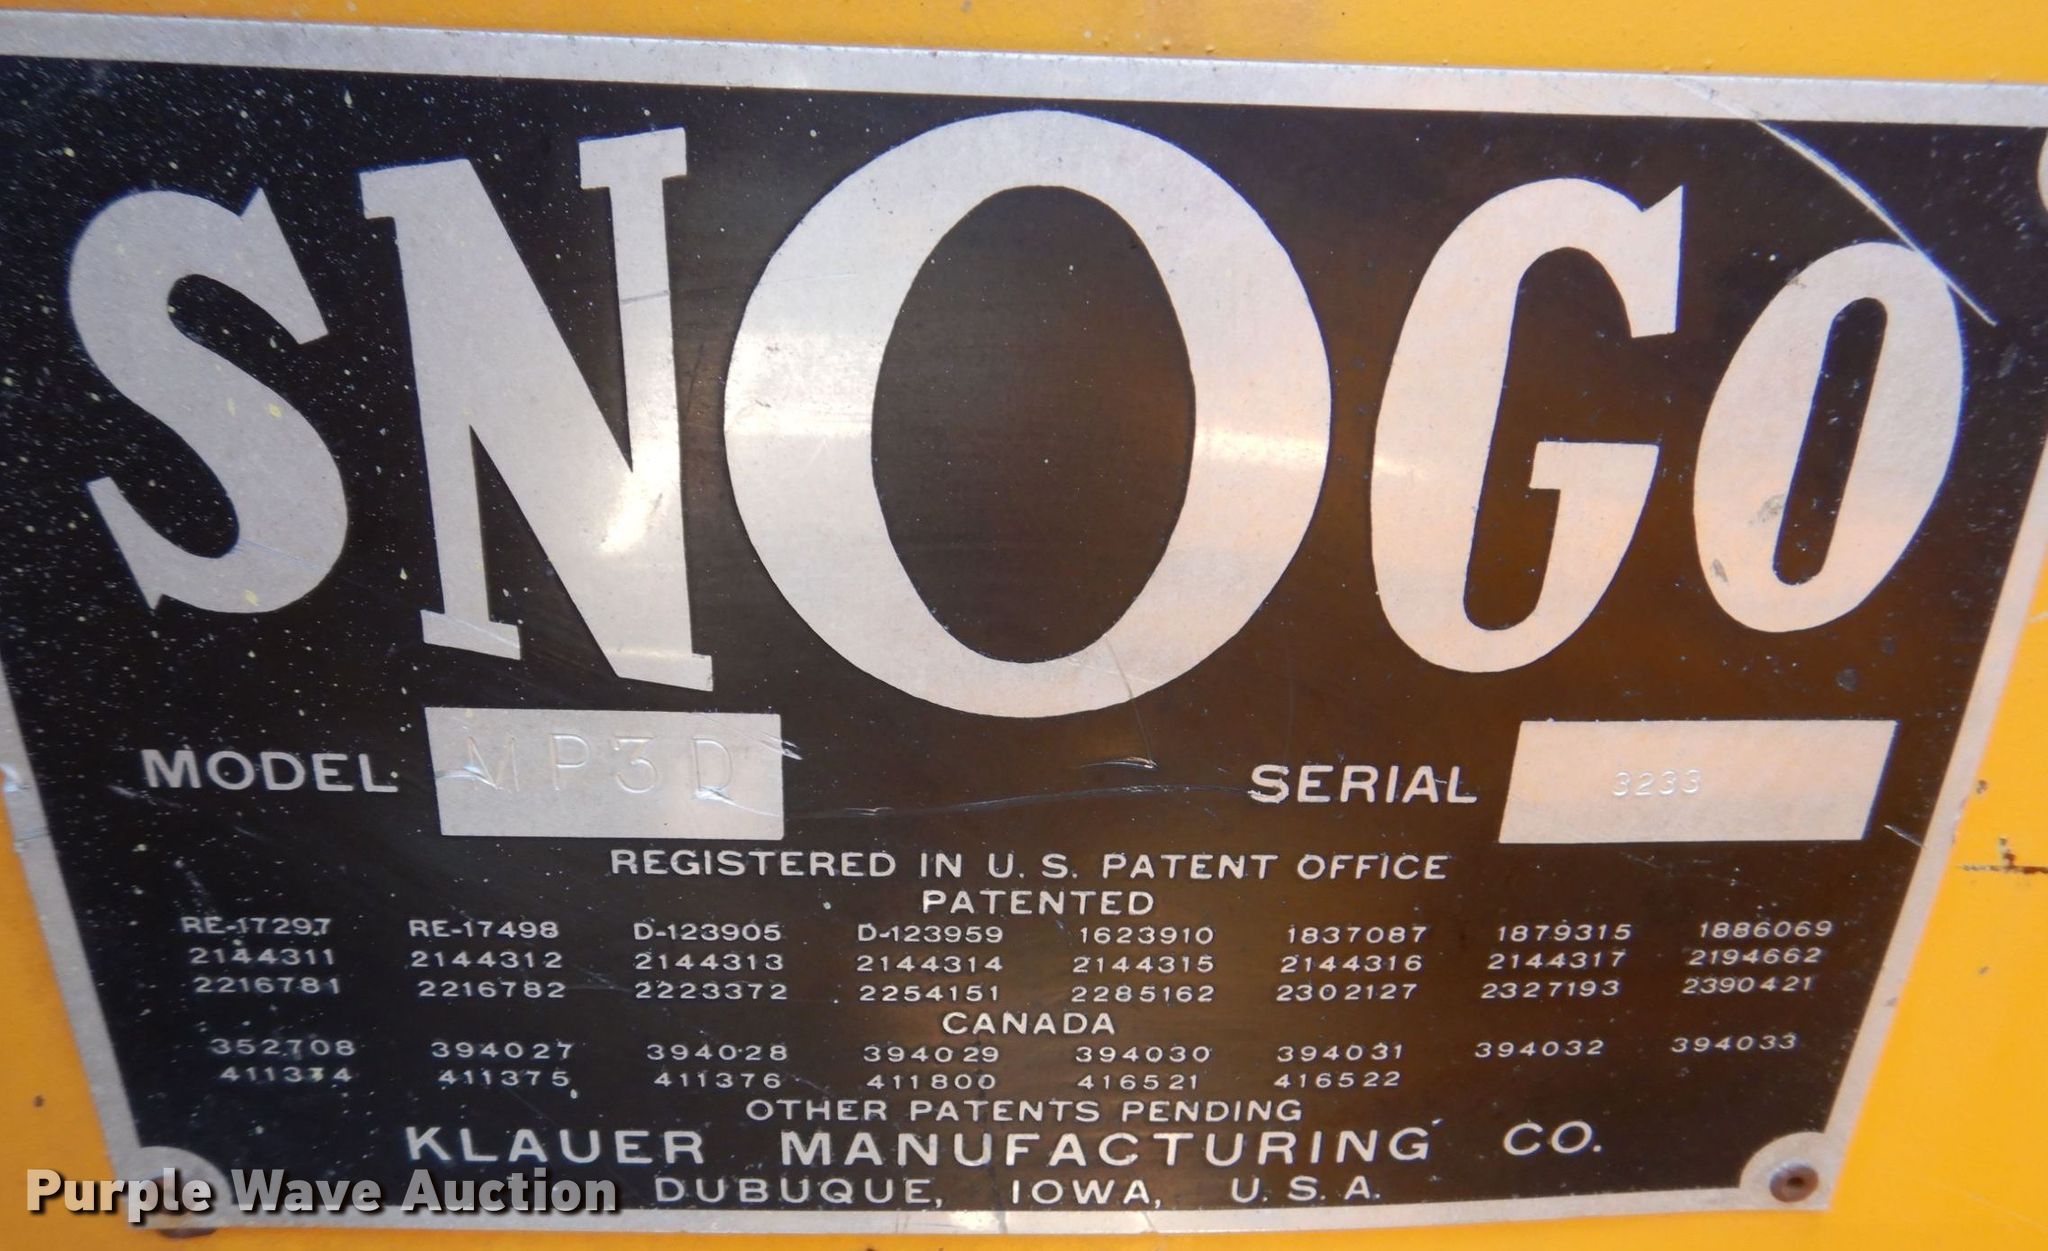 SNOGO
MODEL MP3D SERIAL 3233
REGISTERED IN U. S. PATENT OFFICE
PATENTED
RE-17297 RE-17498 D-123905 D-123959 1623910 1837087 1879315 1886069
2144311 2144312 2144313 2144314 2144315 2144316 2144317 2194662
2216781 2216782 2223372 2254151 2285162 2302127 2327193 2390421
CANADA
352708 394027 394028 394029 394030 394031 394032 394033
411374 411375 411376 411800 416521 416522
OTHER PATENTS PENDING
KLAUER MANUFACTURING CO.
DUBUQUE, IOWA, U. S. A.
Purple Wave Auction